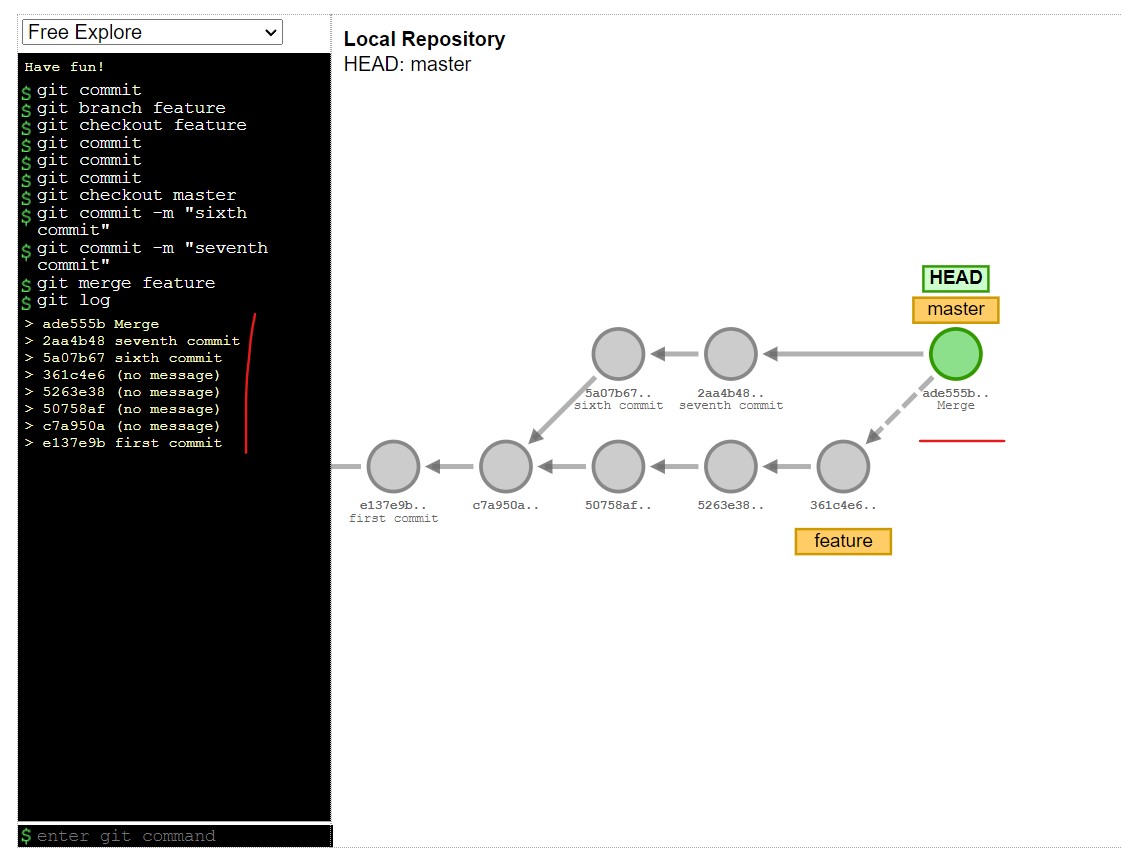 Free Explore
Have fun!
$ git commit
$ git branch feature
$ git checkout feature
$ git commit
$ git commit
$ git commit
$ git checkout master
$ git commit -m "sixth
commit"
$ git commit -m "seventh
commit"
$ git merge feature
$ git log
> ade555b Merge
> 2aa4b48 seventh commit
> 5a07b67 sixth commit
> 361c4e6 (no message)
> 5263e38 (no message)
> 50758af (no message)
> c7a950a (no message)
> e137e9b first commit
$ enter git command
Local Repository
HEAD: master
HEAD
master
5a07b67.. 2aa4b48.. ade555b..
sixth commit seventh commit Merge
e137e9b.. c7a950a.. 50758af.. 5263e38.. 361c4e6..
first commit
feature